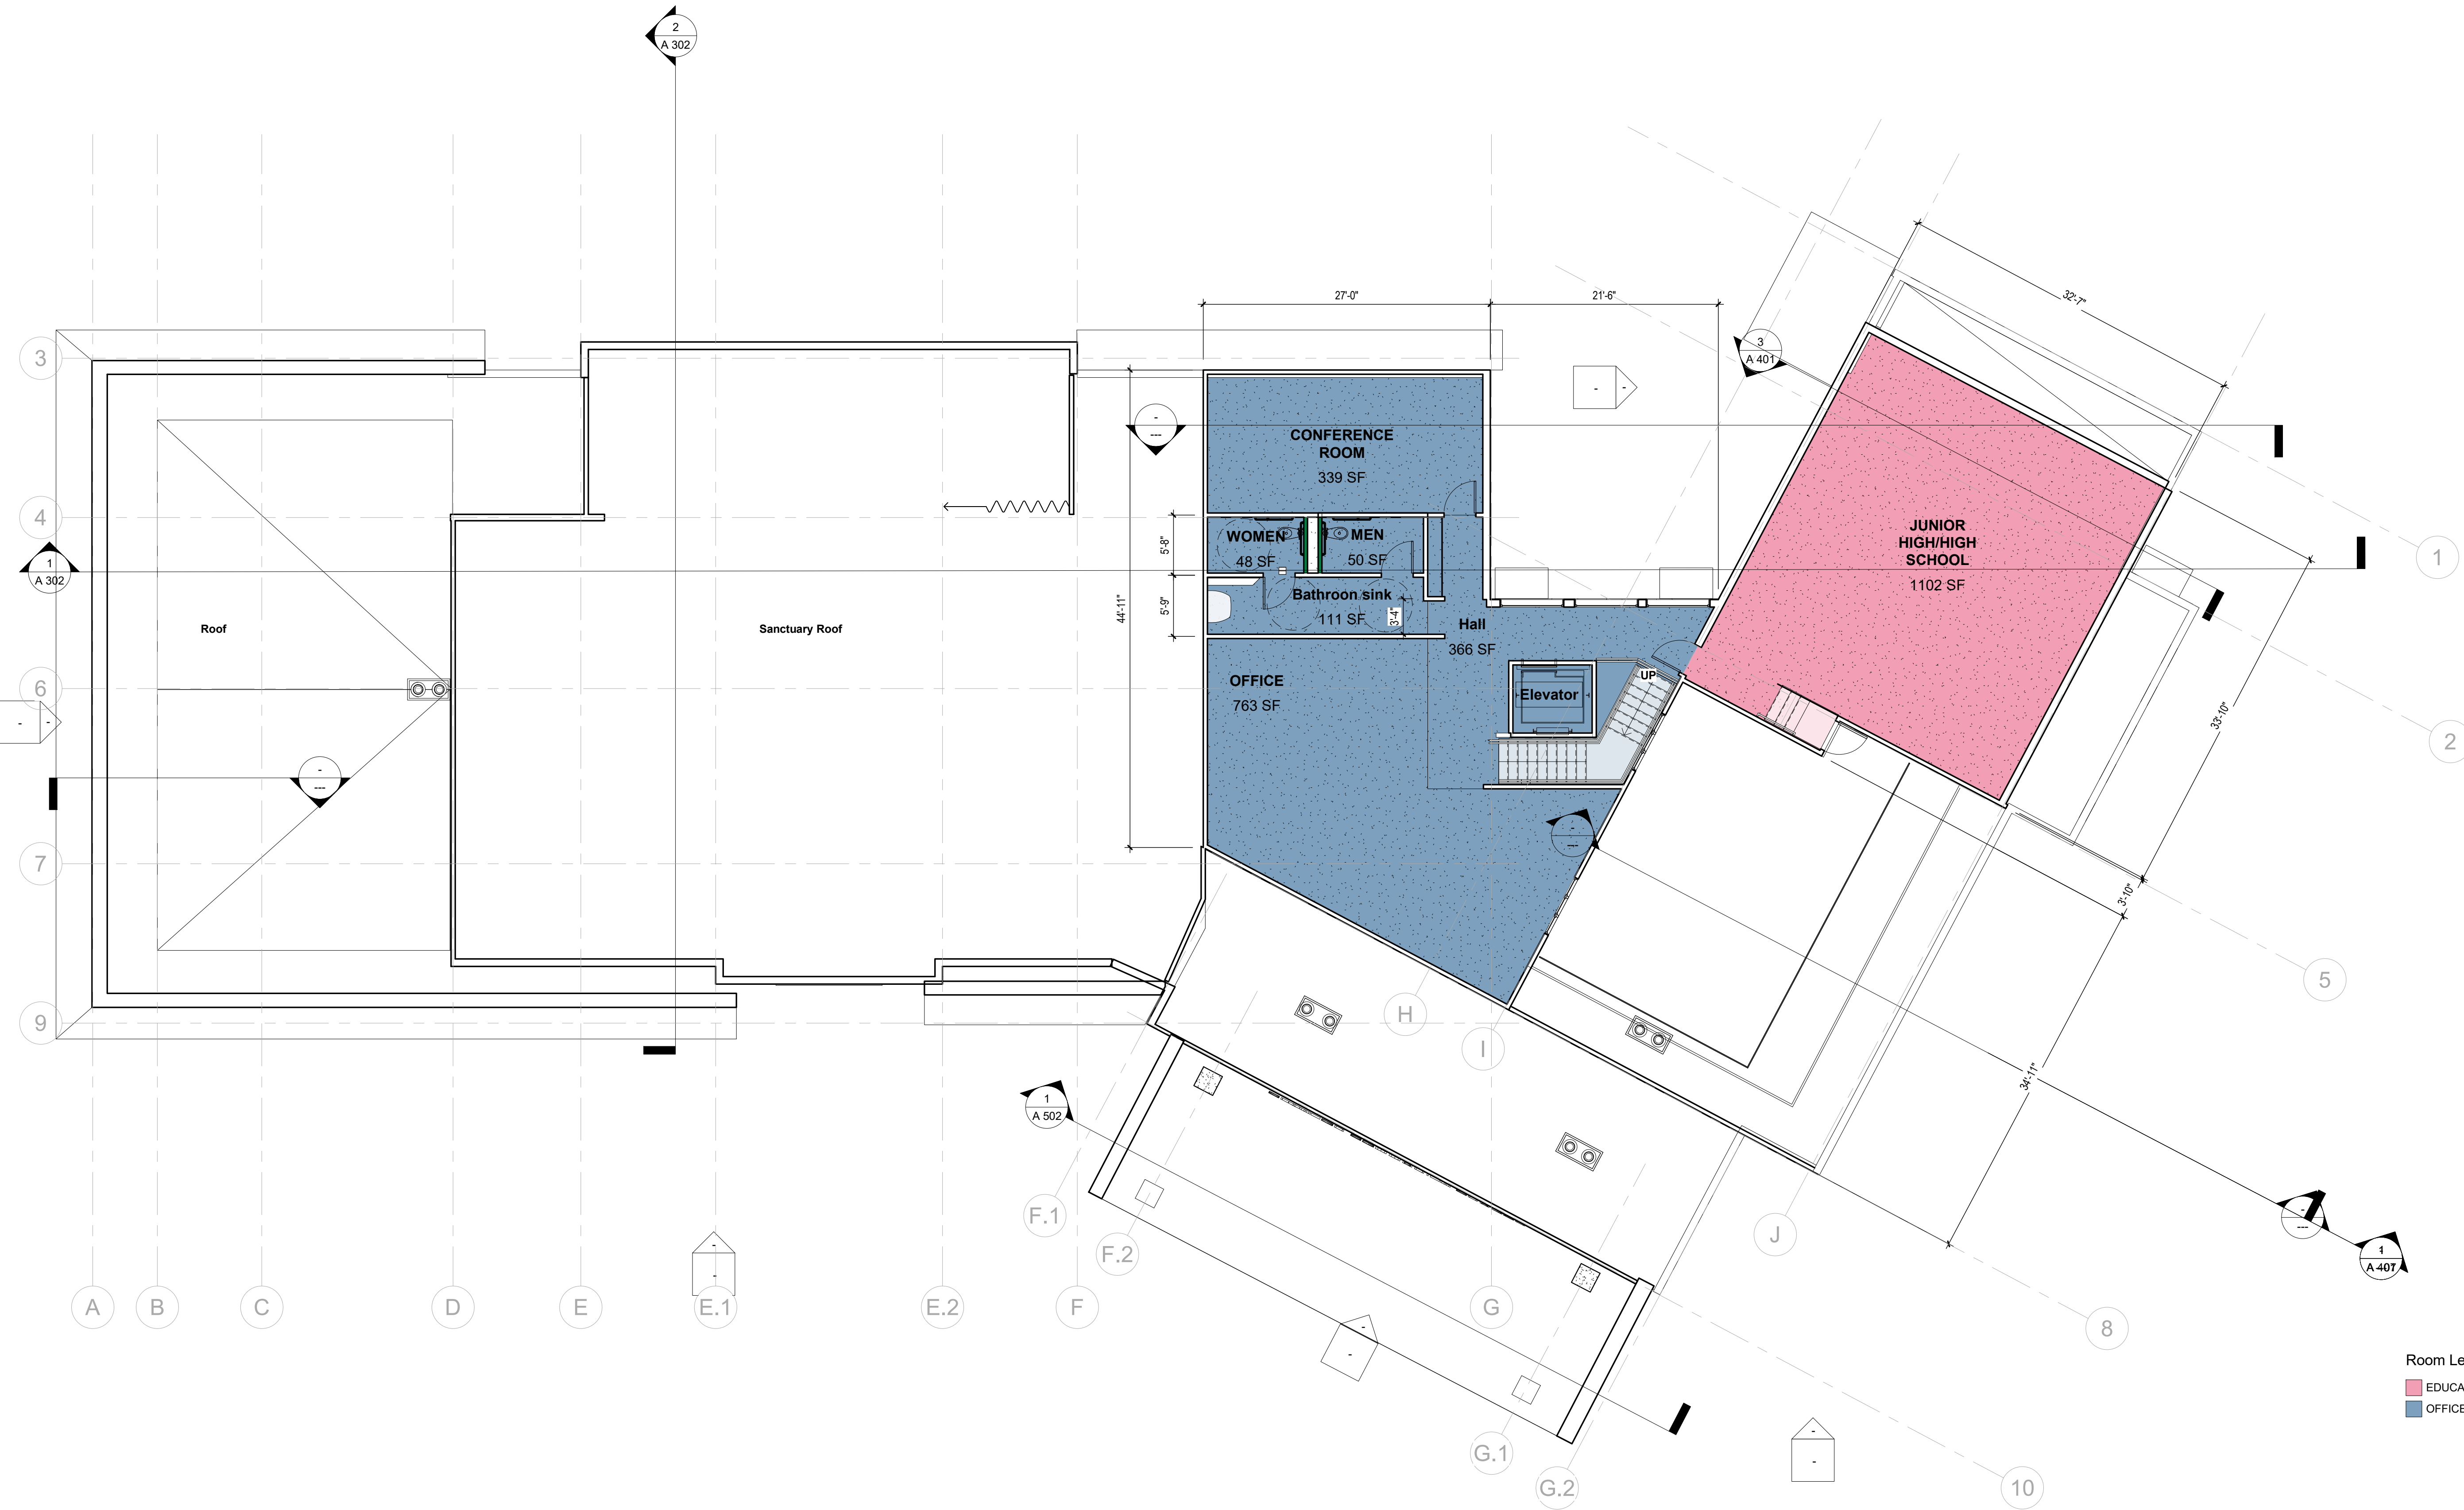 2
A 302
27'-0"
21'-6"
32'-7"
3
A 401
3
-
-
-
---
CONFERENCE
ROOM
339 SF
44'-11"
4
JUNIOR
HIGH/HIGH
SCHOOL
1102 SF
1
WOMEN
48 SF
MEN
50 SF
5'-8"
1
A 302
Bathroon sink
111 SF
5'-9"
3'-4"
Roof
Sanctuary Roof
Hall
366 SF
6
OFFICE
763 SF
Elevator
UP
33'-10"
2
-
-
-
---
-
---
7
3'-10"
5
9
H
I
34'-11"
1
A 502
F.1
F.2
J
-
---
1
A 407
-
-
A
B
C
D
E
E.1
E.2
F
G
8
-
-
Room Le
EDUCA
OFFICE
-
-
G.1
G.2
10